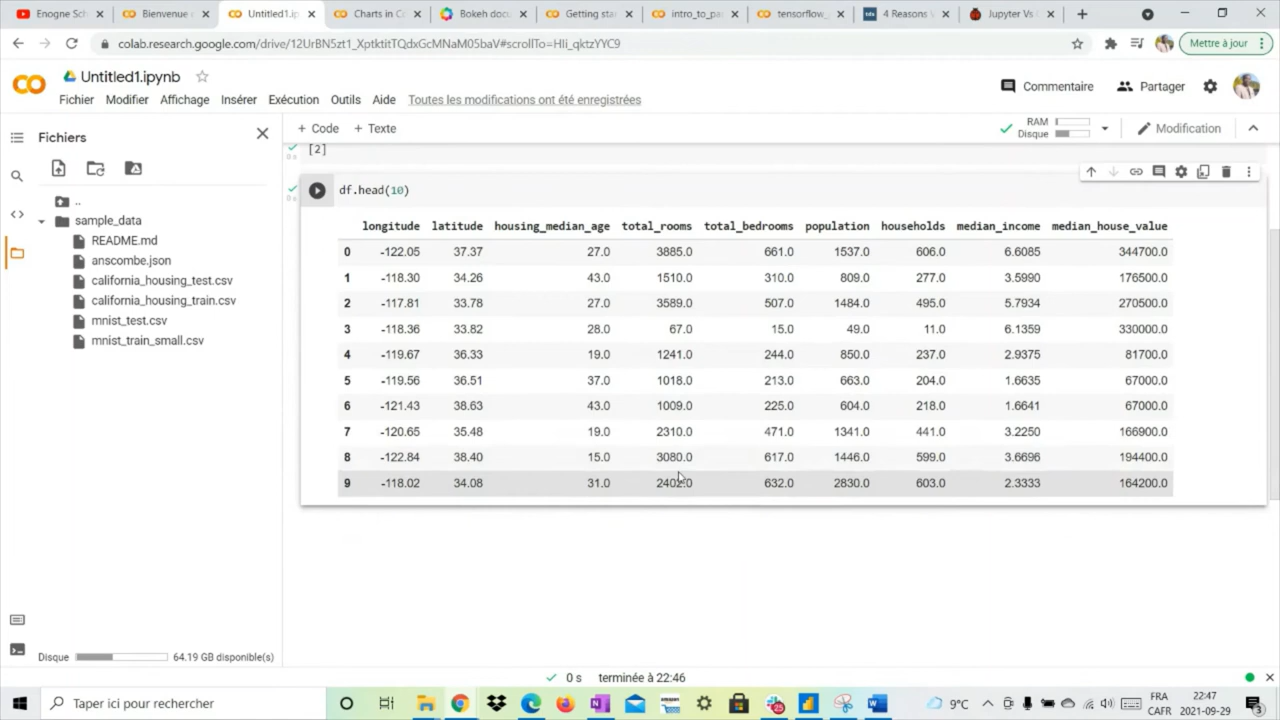 Enogne Sch
Bienvenue
Untitled1.ip
Charts in Co
Bokeh docu
Getting sta
intro_to_pa
tensorflow_
4 Reasons V
Jupyter Vs
colab.research.google.com/drive/12UrBN5zt1_XptktitTQdxGcMNaM05baV#scrollTo=HIi_qktzYYC9
Mettre à jour
Untitled1.ipynb
Fichier Modifier Affichage Insérer Exécution Outils Aide Toutes les modifications ont été enregistrées
Commentaire
Partager
Fichiers
+ Code + Texte
RAM
Disque
Modification
..
sample_data
README.md
anscombe.json
california_housing_test.csv
california_housing_train.csv
mnist_test.csv
mnist_train_small.csv
Disque 64.19 GB disponible(s)
0 s [2]
0 s df.head(10)
longitude latitude housing_median_age total_rooms total_bedrooms population households median_income median_house_value
0 -122.05 37.37 27.0 3885.0 661.0 1537.0 606.0 6.6085 344700.0
1 -118.30 34.26 43.0 1510.0 310.0 809.0 277.0 3.5990 176500.0
2 -117.81 33.78 27.0 3589.0 507.0 1484.0 495.0 5.7934 270500.0
3 -118.36 33.82 28.0 67.0 15.0 49.0 11.0 6.1359 330000.0
4 -119.67 36.33 19.0 1241.0 244.0 850.0 237.0 2.9375 81700.0
5 -119.56 36.51 37.0 1018.0 213.0 663.0 204.0 1.6635 67000.0
6 -121.43 38.63 43.0 1009.0 225.0 604.0 218.0 1.6641 67000.0
7 -120.65 35.48 19.0 2310.0 471.0 1341.0 441.0 3.2250 166900.0
8 -122.84 38.40 15.0 3080.0 617.0 1446.0 599.0 3.6696 194400.0
9 -118.02 34.08 31.0 2402.0 632.0 2830.0 603.0 2.3333 164200.0
0 s terminée à 22:46
Taper ici pour rechercher
25
9°C
FRA
CAFR
22:47
2021-09-29
3